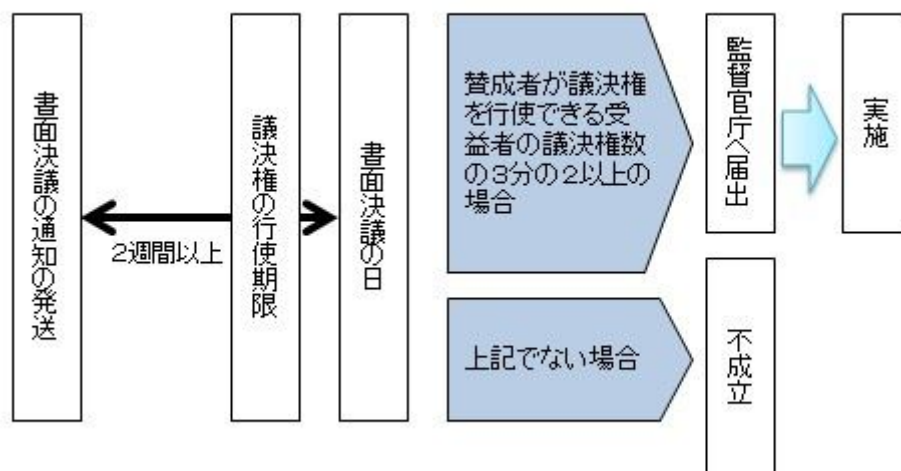 書面決議の通知の発送
2週間以上
議決権の行使期限
書面決議の日
賛成者が議決権
を行使できる受
益者の議決権数
の3分の2以上の
場合
監督官庁へ届出
実施
上記でない場合
不成立